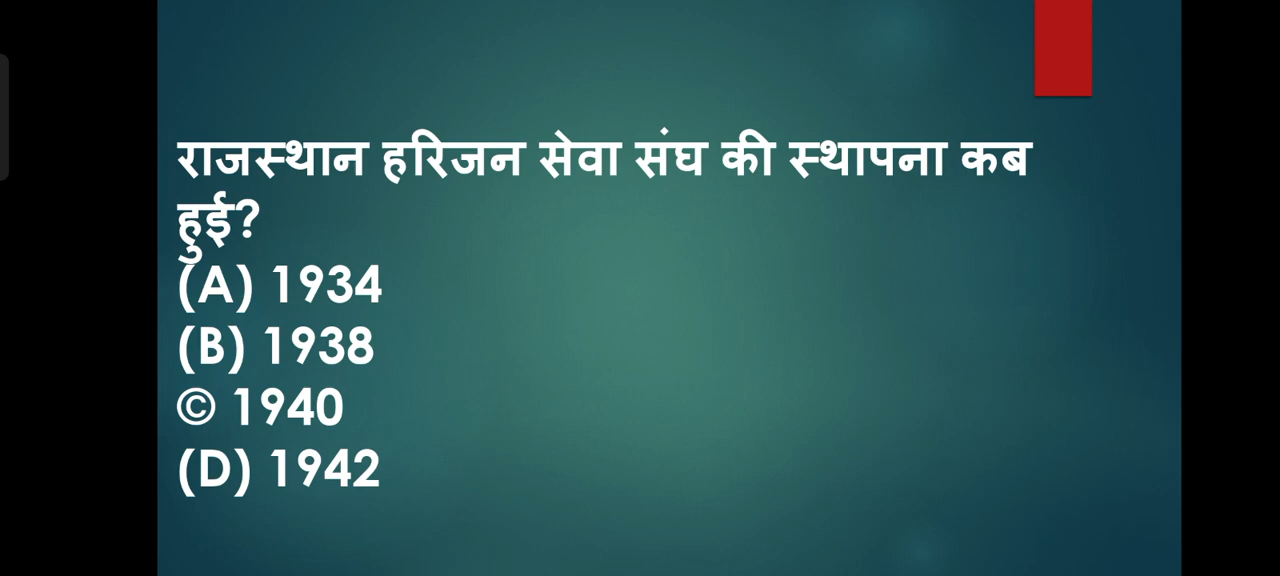 राजस्थान हरिजन सेवा संघ की स्थापना कब
हुई?
(A) 1934
(B) 1938
© 1940
(D) 1942